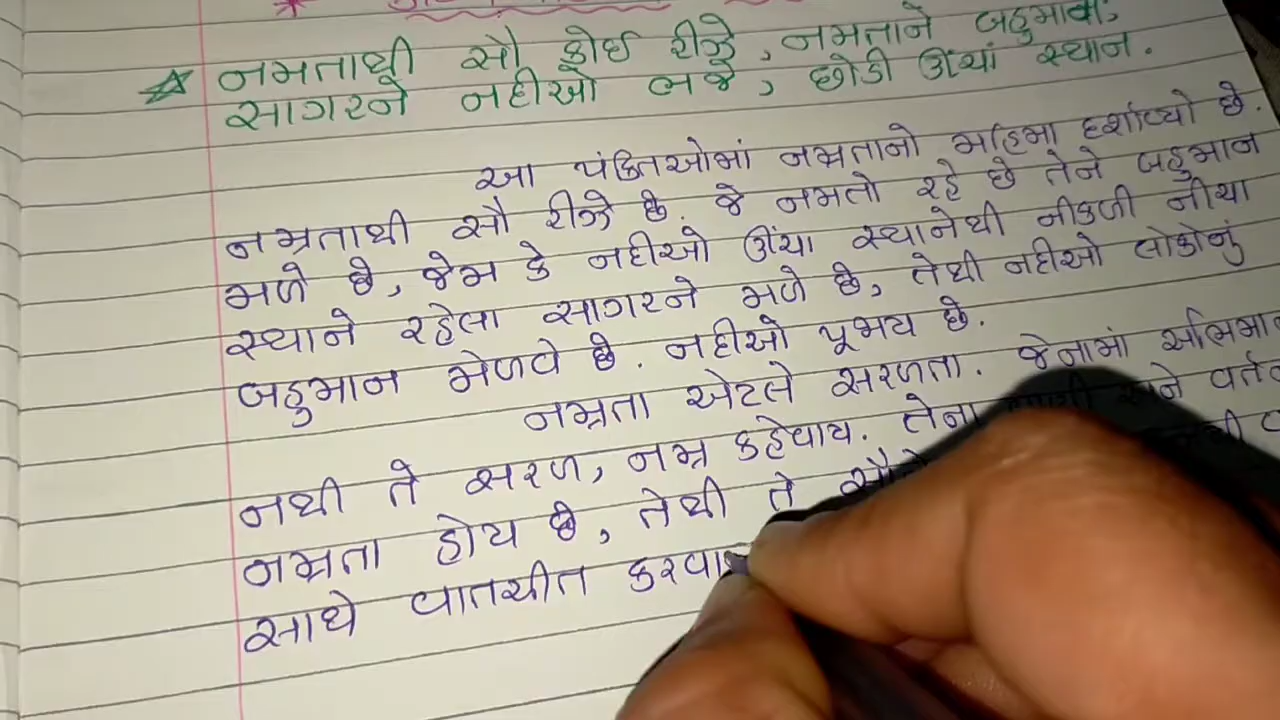 નમ્રતાથી સૌ કોઈ રીઝે, નમ્રતાને બહુમાન;
સાગરને નદીઓ ભજે, છોડી ઊંચાં સ્થાન.
આ પંક્તિઓમાં નમ્રતાનો મહિમા દર્શાવ્યો છે.
નમ્રતાથી સૌ રીઝે છે. જે નમતો રહે છે તેને બહુમાન
મળે છે, જેમ કે નદીઓ ઊંચા સ્થાનેથી નીકળી નીચા
સ્થાને રહેલા સાગરને મળે છે, તેથી નદીઓ લોકોનું
બહુમાન મેળવે છે. નદીઓ પૂજ્ય છે.
નમ્રતા એટલે સરળતા. જેનામાં અભિમાન
નથી તે સરળ, નમ્ર કહેવાય. તેના અને
નમ્રતા હોય છે, તેથી તે
સાથે વાતચીત